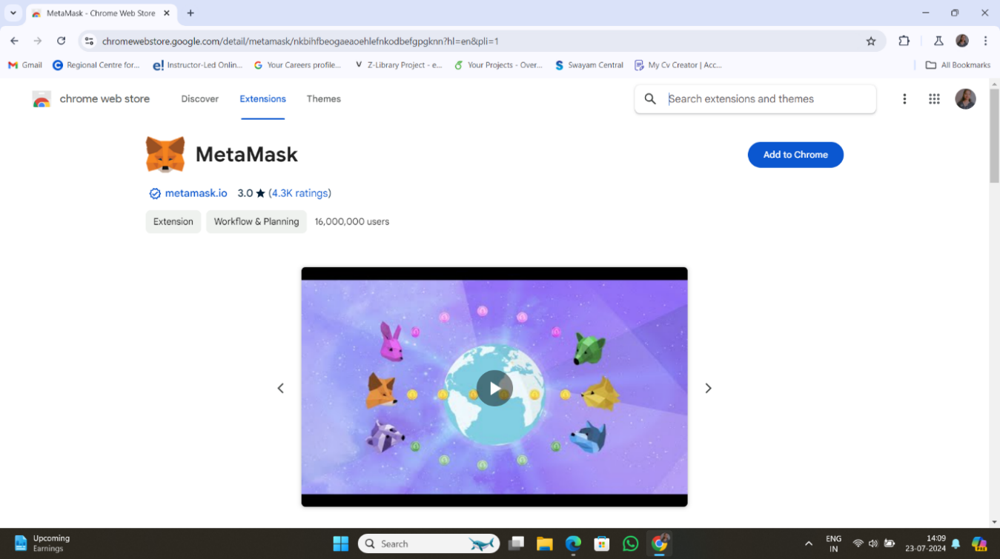 MetaMask - Chrome Web Store
chromewebstore.google.com/detail/metamask/nkbihfbeogaeaoehlefnkodbefgpgknn?hl=en&pli=1
Gmail Regional Centre for... Instructor-Led Onlin... Your Careers profile... Z-Library Project - e... Your Projects - Over... Swayam Central My Cv Creator | Acc... All Bookmarks
chrome web store Discover Extensions Themes Search extensions and themes
MetaMask Add to Chrome
metamask.io 3.0 ★ (4.3K ratings)
Extension Workflow & Planning 16,000,000 users
Upcoming
Earnings
Search
ENG
IN
14:09
23-07-2024
PRE